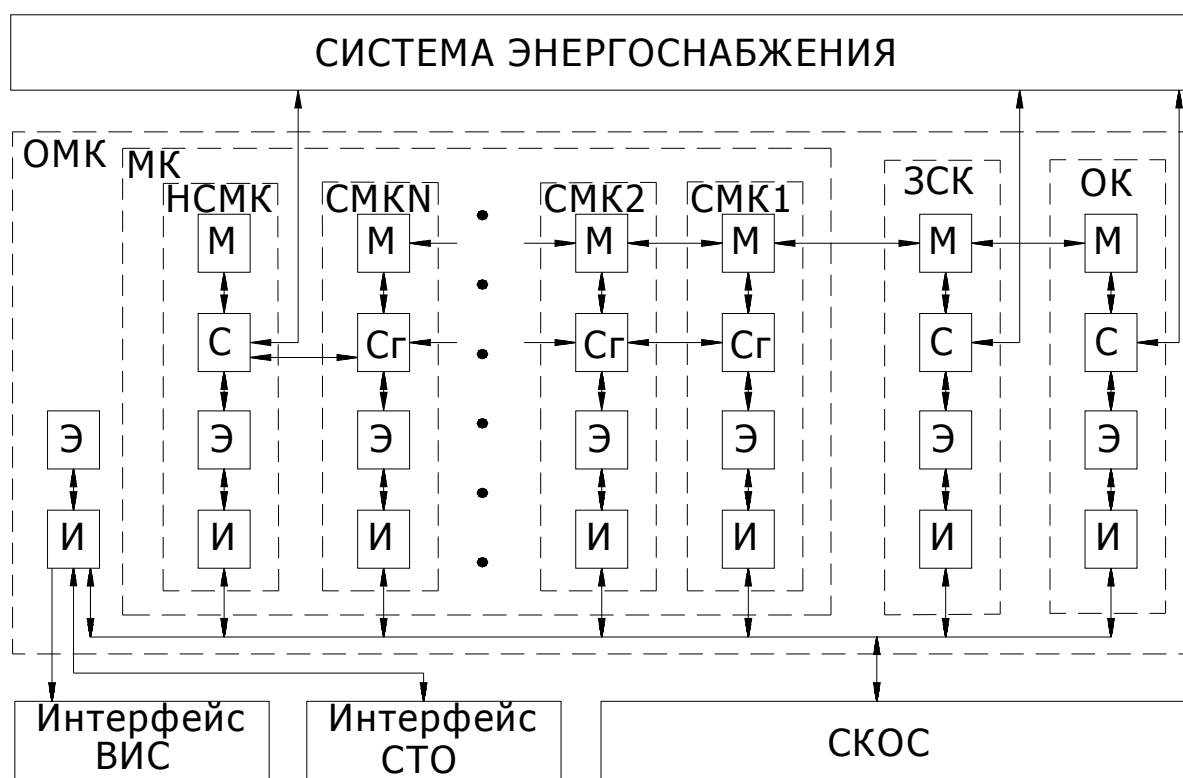 СИСТЕМА ЭНЕРГОСНАБЖЕНИЯ
ОМК
МК
НСМК
СМКN
СМК2
СМК1
ЗСК
ОК
М
М
М
М
М
М
С
Сг
Сг
Сг
С
С
Э
Э
Э
Э
Э
Э
Э
И
И
И
И
И
И
И
Интерфейс
ВИС
Интерфейс
СТО
СКОС